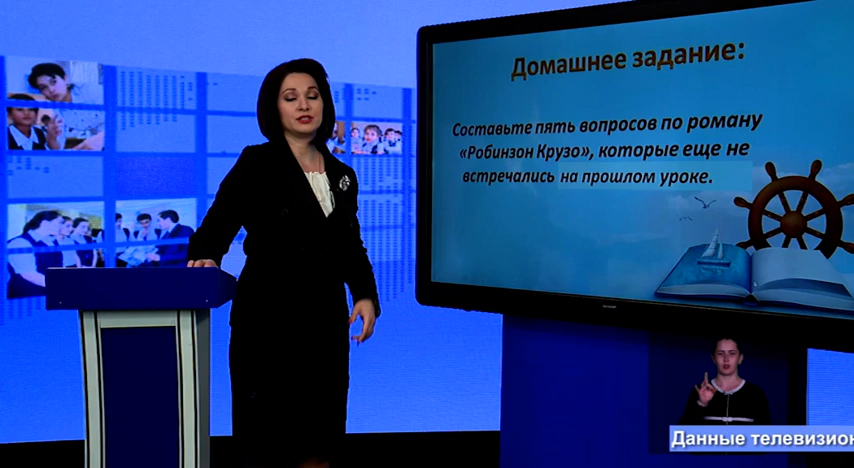 Домашнее задание:
Составьте пять вопросов по роману
«Робинзон Крузо», которые еще не
встречались на прошлом уроке.
Данные телевизион